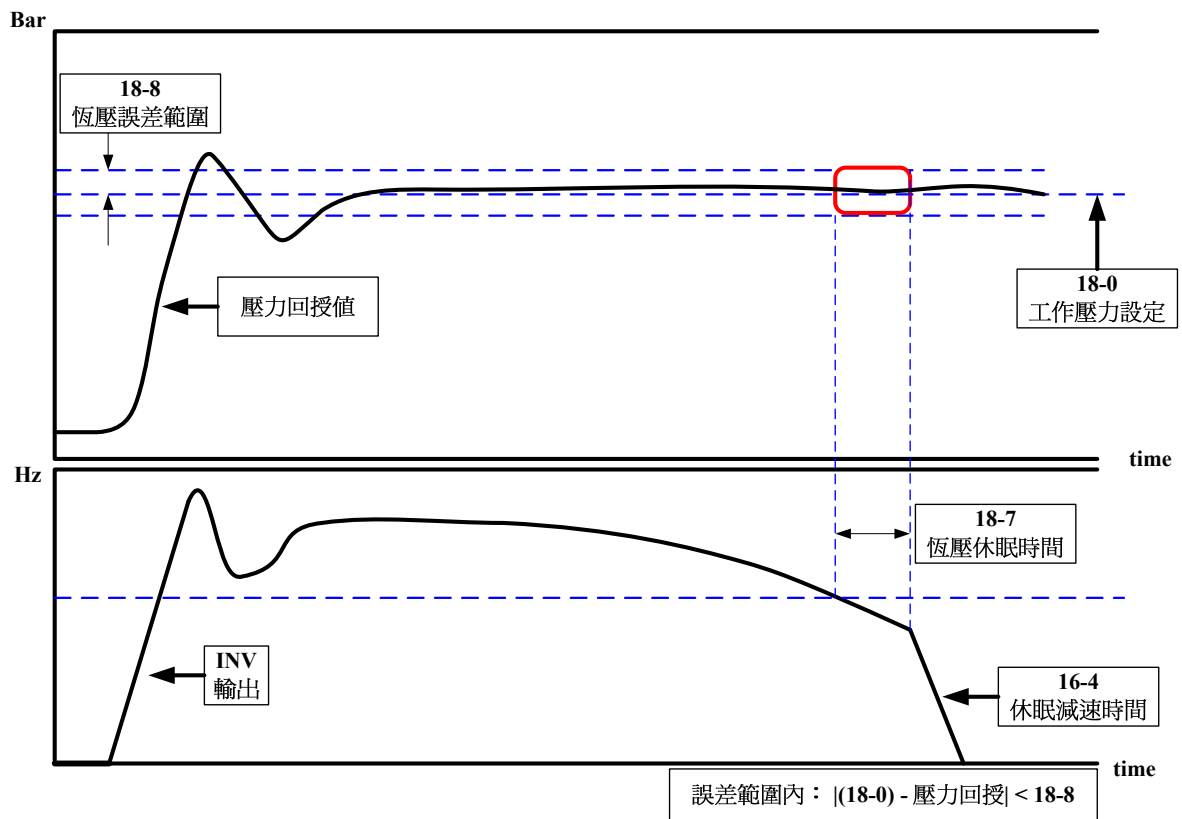 Bar
18-8
恆壓誤差範圍
壓力回授值
18-0
工作壓力設定
time
Hz
18-7
恆壓休眠時間
INV
輸出
16-4
休眠減速時間
time
誤差範圍內： |(18-0) - 壓力回授| < 18-8